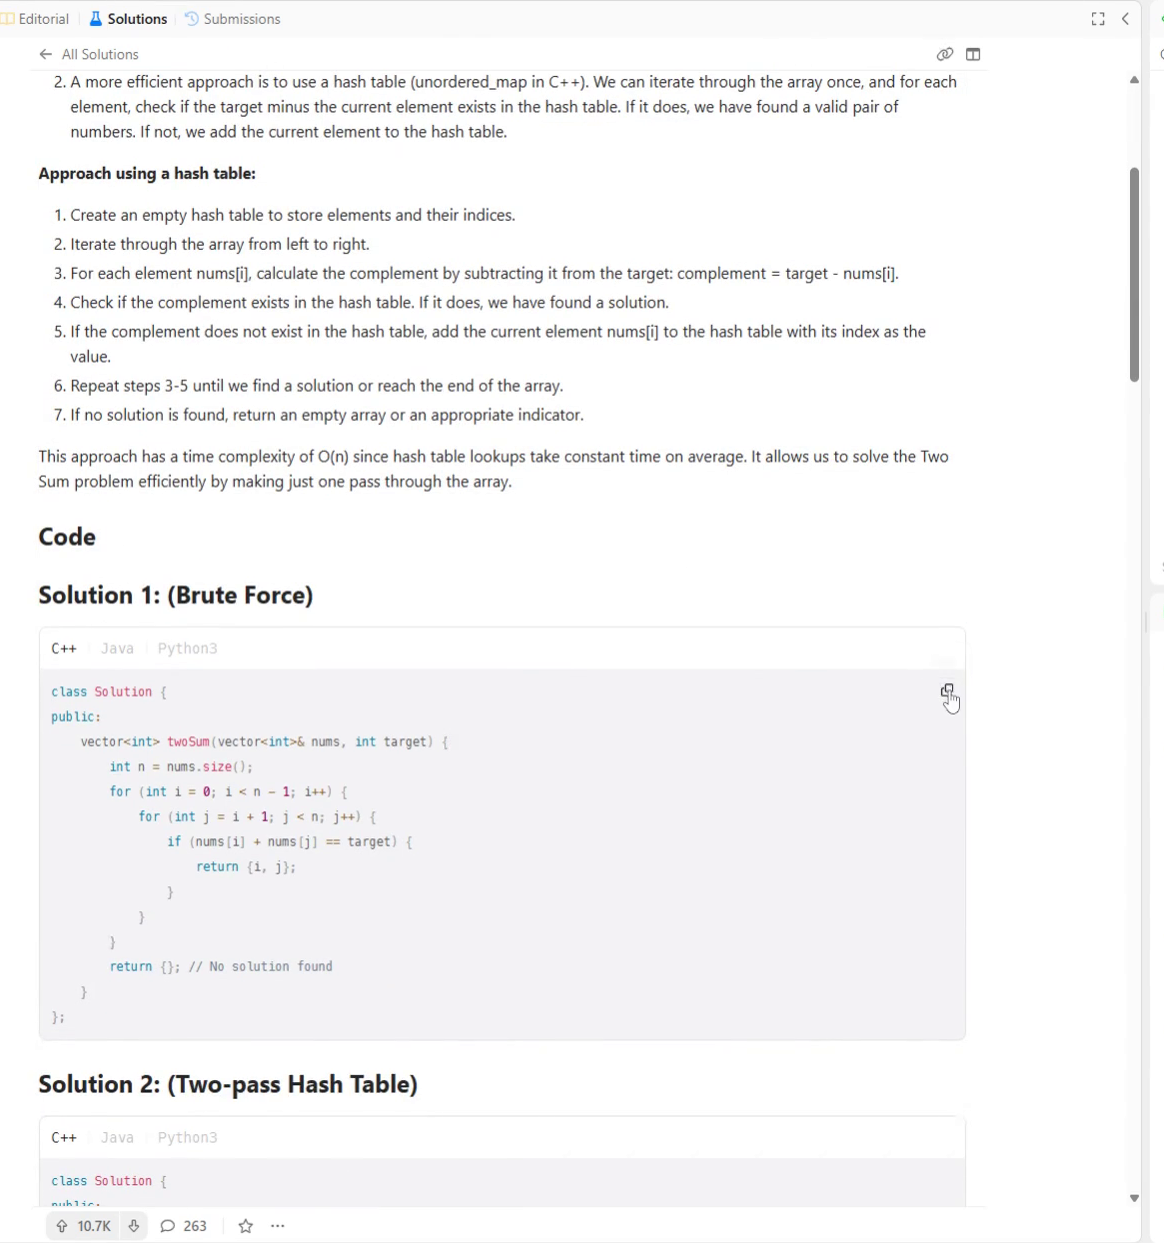 Editorial
Solutions
Submissions
All Solutions
2. A more efficient approach is to use a hash table (unordered_map in C++). We can iterate through the array once, and for each
element, check if the target minus the current element exists in the hash table. If it does, we have found a valid pair of
numbers. If not, we add the current element to the hash table.
Approach using a hash table:
1. Create an empty hash table to store elements and their indices.
2. Iterate through the array from left to right.
3. For each element nums[i], calculate the complement by subtracting it from the target: complement = target - nums[i].
4. Check if the complement exists in the hash table. If it does, we have found a solution.
5. If the complement does not exist in the hash table, add the current element nums[i] to the hash table with its index as the
value.
6. Repeat steps 3-5 until we find a solution or reach the end of the array.
7. If no solution is found, return an empty array or an appropriate indicator.
This approach has a time complexity of O(n) since hash table lookups take constant time on average. It allows us to solve the Two
Sum problem efficiently by making just one pass through the array.
Code
Solution 1: (Brute Force)
C++ Java Python3
class Solution {
public:
    vector<int> twoSum(vector<int>& nums, int target) {
        int n = nums.size();
        for (int i = 0; i < n - 1; i++) {
            for (int j = i + 1; j < n; j++) {
                if (nums[i] + nums[j] == target) {
                    return {i, j};
                }
            }
        }
        return {}; // No solution found
    }
};
Solution 2: (Two-pass Hash Table)
C++ Java Python3
class Solution {
public:
10.7K 263